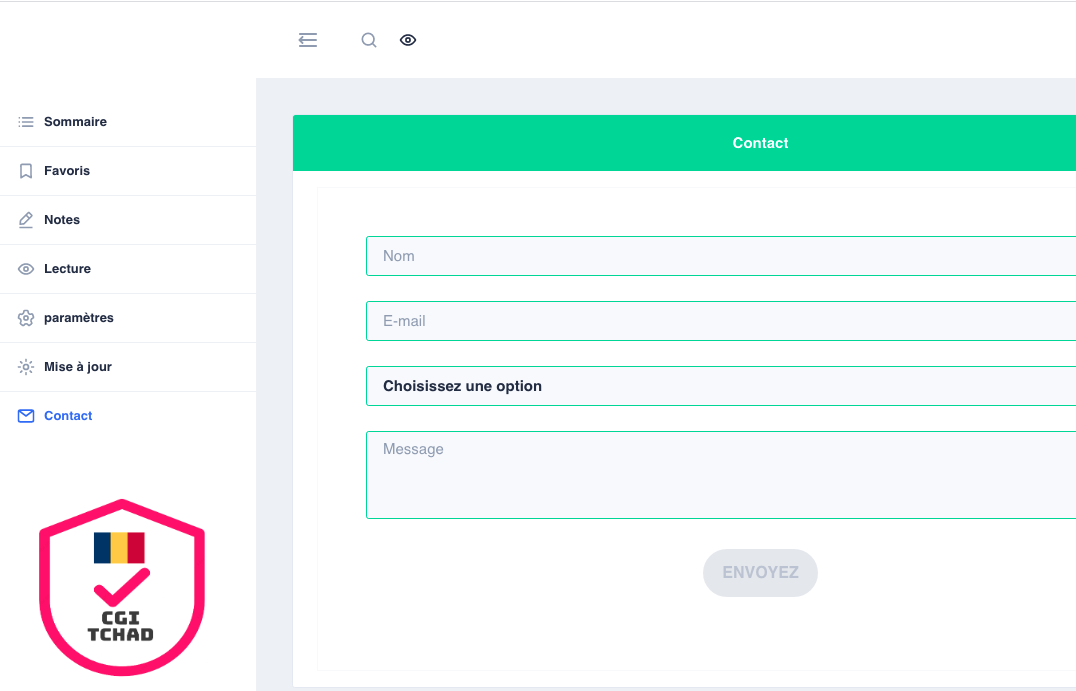 Sommaire
Favoris
Notes
Lecture
paramètres
Mise à jour
Contact
CGI
TCHAD
Contact
Nom
E-mail
Choisissez une option
Message
ENVOYEZ